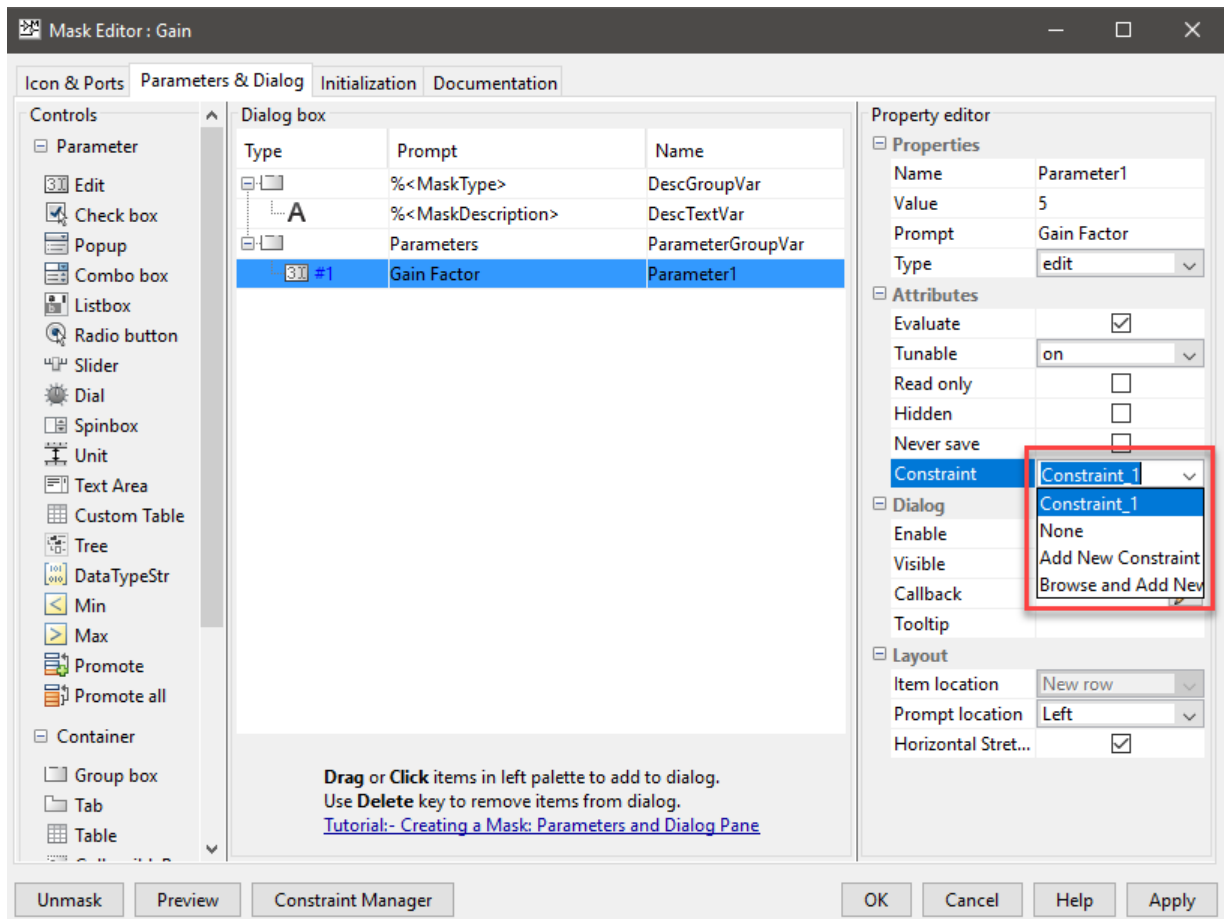 Mask Editor : Gain
Icon & Ports Parameters & Dialog Initialization Documentation
Controls
Parameter
Edit
Check box
Popup
Combo box
Listbox
Radio button
Slider
Dial
Spinbox
Unit
Text Area
Custom Table
Tree
DataTypeStr
Min
Max
Promote
Promote all
Container
Group box
Tab
Table
Dialog box
Type Prompt Name
%<MaskType> DescGroupVar
A %<MaskDescription> DescTextVar
Parameters ParameterGroupVar
#1 Gain Factor Parameter1
Drag or Click items in left palette to add to dialog.
Use Delete key to remove items from dialog.
Tutorial:- Creating a Mask: Parameters and Dialog Pane
Property editor
Properties
Name Parameter1
Value 5
Prompt Gain Factor
Type edit
Attributes
Evaluate
Tunable on
Read only
Hidden
Never save
Constraint Constraint_1
Constraint_1
None
Add New Constraint
Browse and Add New
Dialog
Enable
Visible
Callback
Tooltip
Layout
Item location New row
Prompt location Left
Horizontal Stret...
Unmask Preview Constraint Manager OK Cancel Help Apply